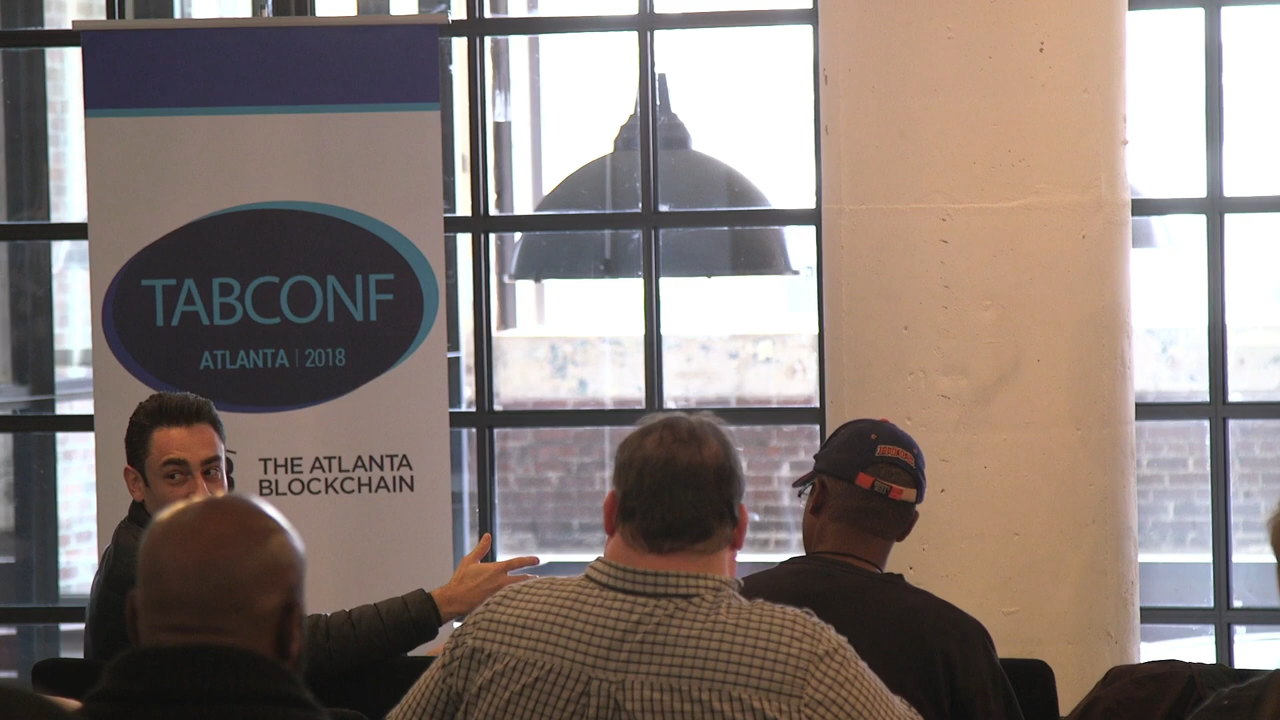 TABCONF
ATLANTA | 2018
THE ATLANTA
BLOCKCHAIN